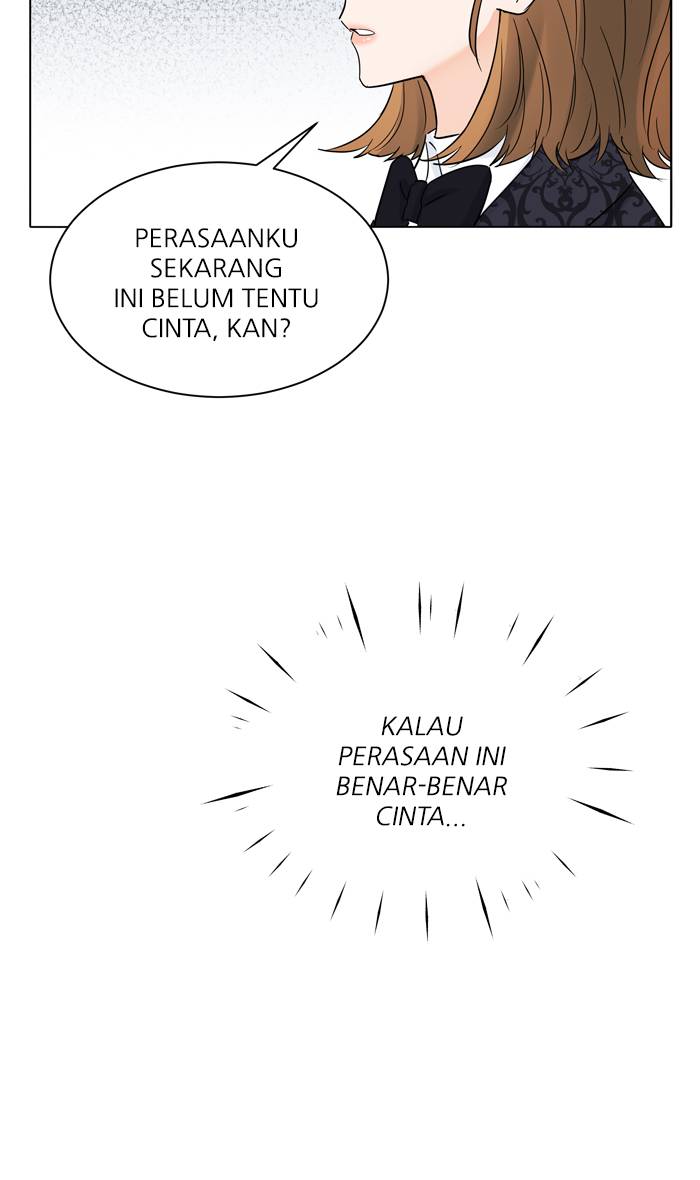 PERASAANKU
SEKARANG
INI BELUM TENTU
CINTA, KAN?
KALAU
PERASAAN INI
BENAR-BENAR
CINTA...